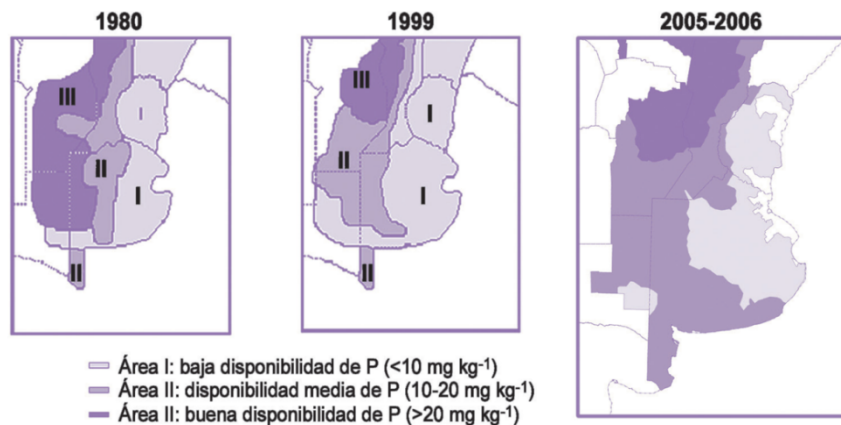 1980
1999
2005-2006
III
I
II
I
II
III
I
II
I
II
Área I: baja disponibilidad de P (<10 mg kg-1)
Área II: disponibilidad media de P (10-20 mg kg-1)
Área II: buena disponibilidad de P (>20 mg kg-1)